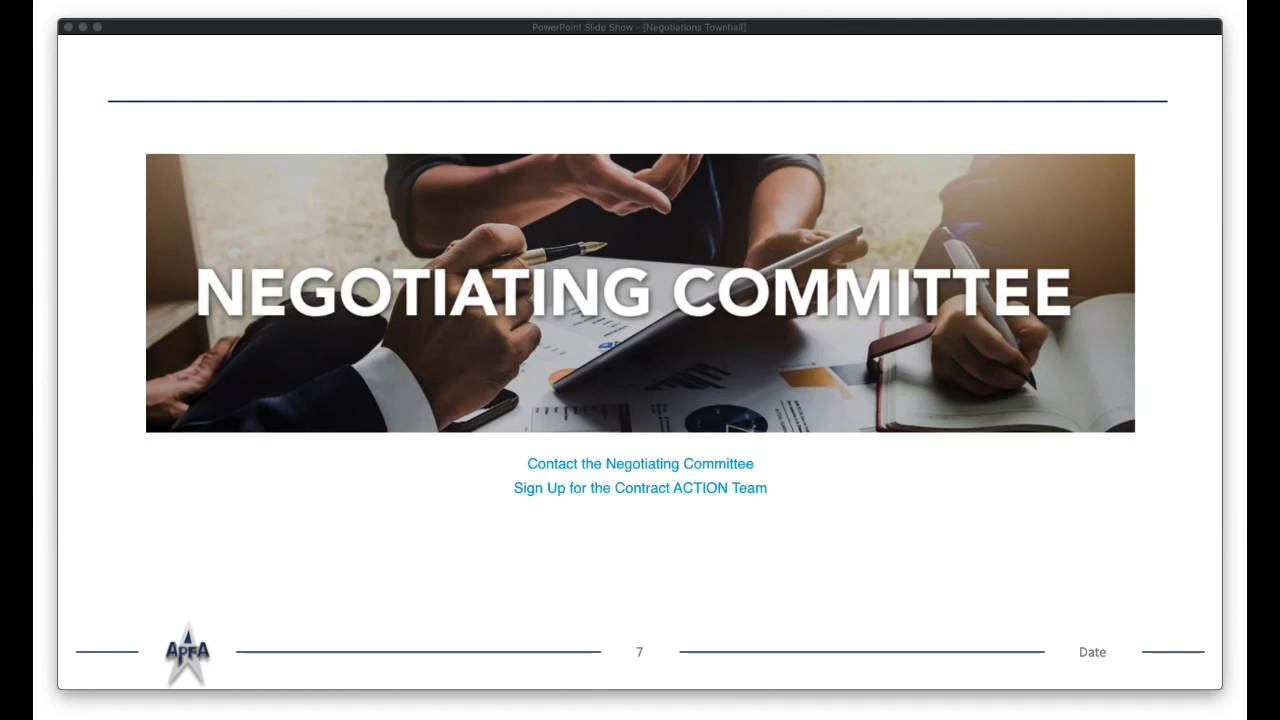 PowerPoint Slide Show - [Negotiations Townhall]
NEGOTIATING COMMITTEE
Contact the Negotiating Committee
Sign Up for the Contract ACTION Team
APFA
7
Date